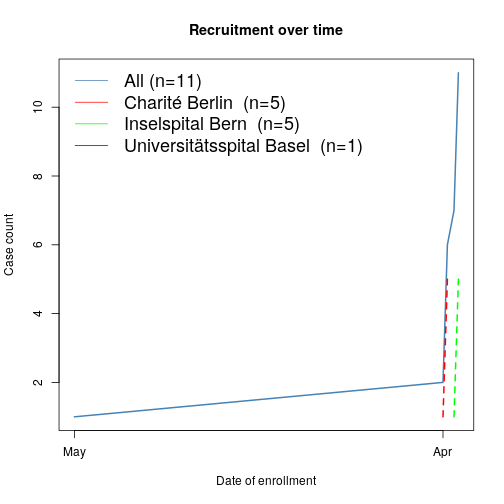 Recruitment over time
All (n=11)
Charité Berlin  (n=5)
Inselspital Bern  (n=5)
Universitätsspital Basel  (n=1)
Case count
10
8
6
4
2
May
Apr
Date of enrollment